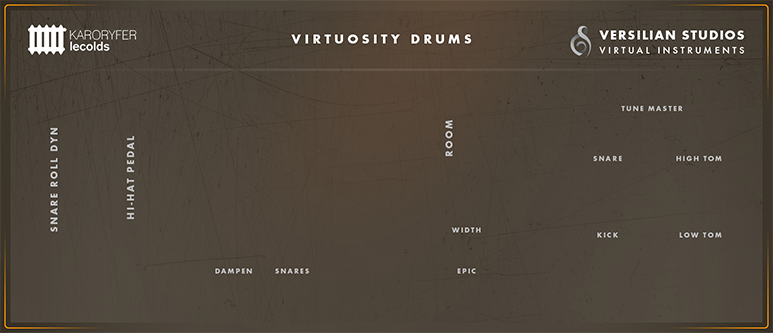 KARORYFER
lecolds
VIRTUOSITY DRUMS
VERSILIAN STUDIOS
VIRTUAL INSTRUMENTS
SNARE ROLL DYN
HI-HAT PEDAL
ROOM
TUNE MASTER
SNARE
HIGH TOM
WIDTH
KICK
LOW TOM
DAMPEN
SNARES
EPIC